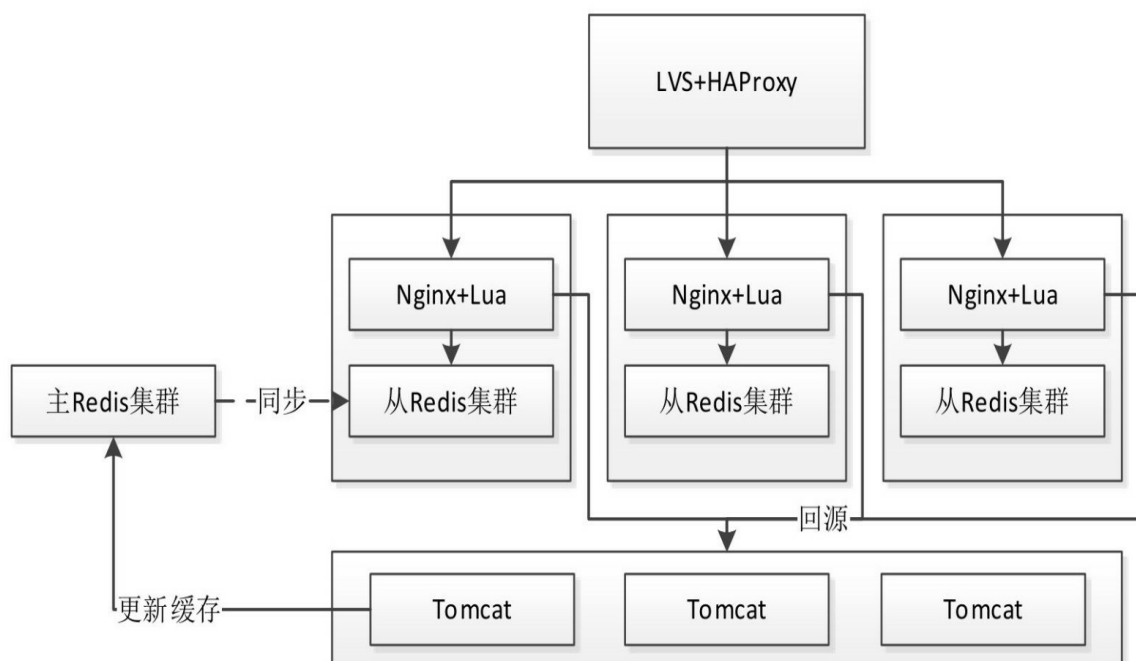 LVS+HAProxy
Nginx+Lua
Nginx+Lua
Nginx+Lua
主Redis集群
同步
从Redis集群
从Redis集群
从Redis集群
回源
更新缓存
Tomcat
Tomcat
Tomcat